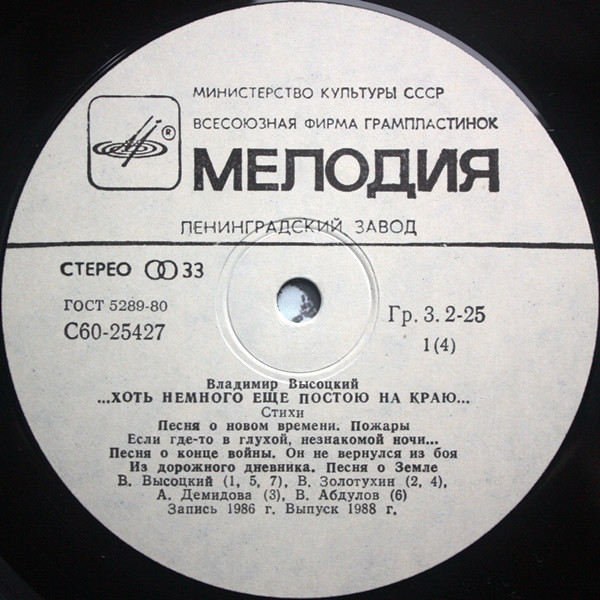 МИНИСТЕРСТВО КУЛЬТУРЫ СССР
ВСЕСОЮЗНАЯ ФИРМА ГРАМПЛАСТИНОК
®
МЕЛОДИЯ
ЛЕНИНГРАДСКИЙ ЗАВОД
СТЕРЕО 33
ГОСТ 5289-80
С60-25427
Гр. 3. 2-25
1(4)
Владимир Высоцкий
...ХОТЬ НЕМНОГО ЕЩЕ ПОСТОЮ НА КРАЮ...
Стихи
Песня о новом времени. Пожары
Если где-то в глухой, незнакомой ночи...
Песня о конце войны. Он не вернулся из боя
Из дорожного дневника. Песня о Земле
В. Высоцкий (1, 5, 7), В. Золотухин (2, 4),
А. Демидова (3), В. Абдулов (6)
Запись 1986 г. Выпуск 1988 г.